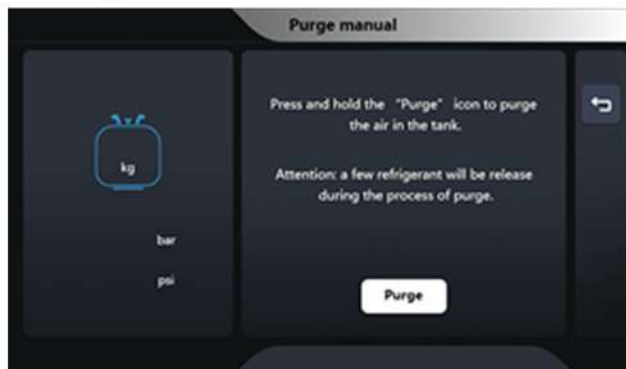 Purge manual
kg
bar
psi
Press and hold the "Purge" icon to purge
the air in the tank.
Attention: a few refrigerant will be release
during the process of purge.
Purge